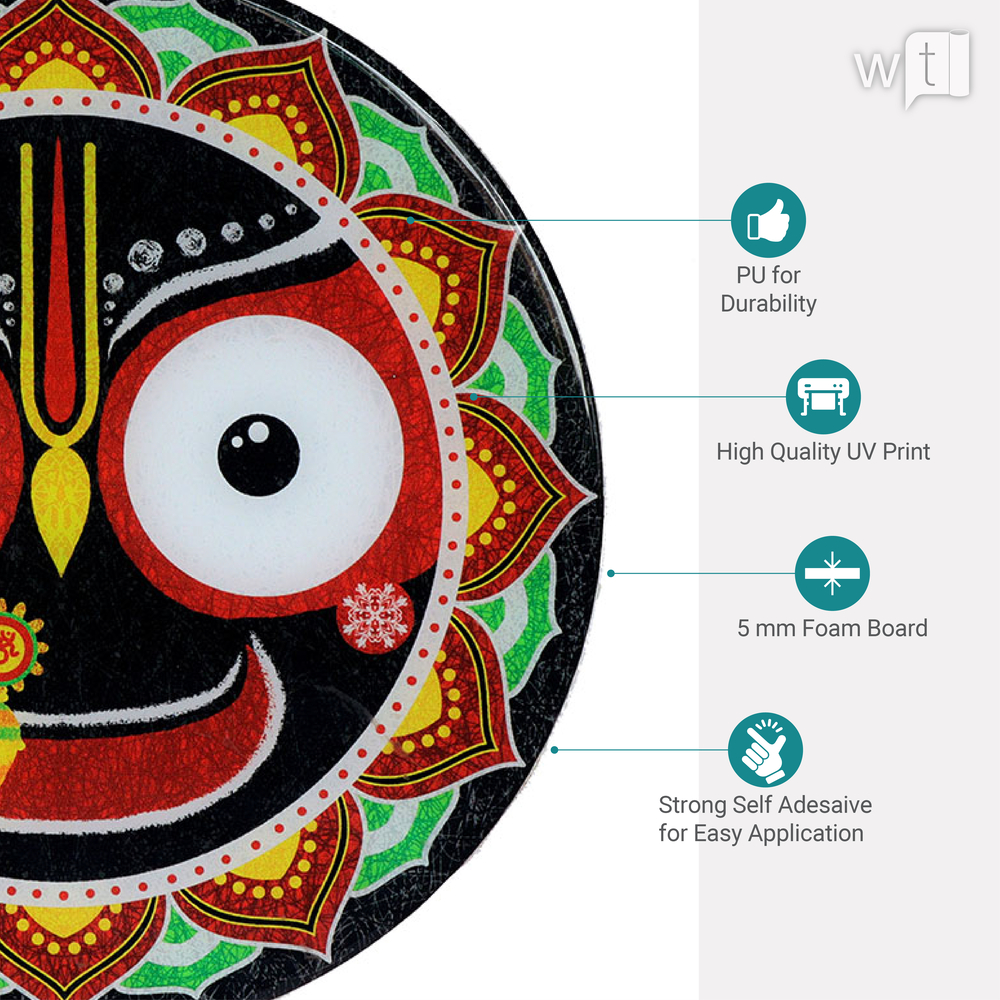 wt
PU for
Durability
High Quality UV Print
5 mm Foam Board
Strong Self Adesaive
for Easy Application
ॐ